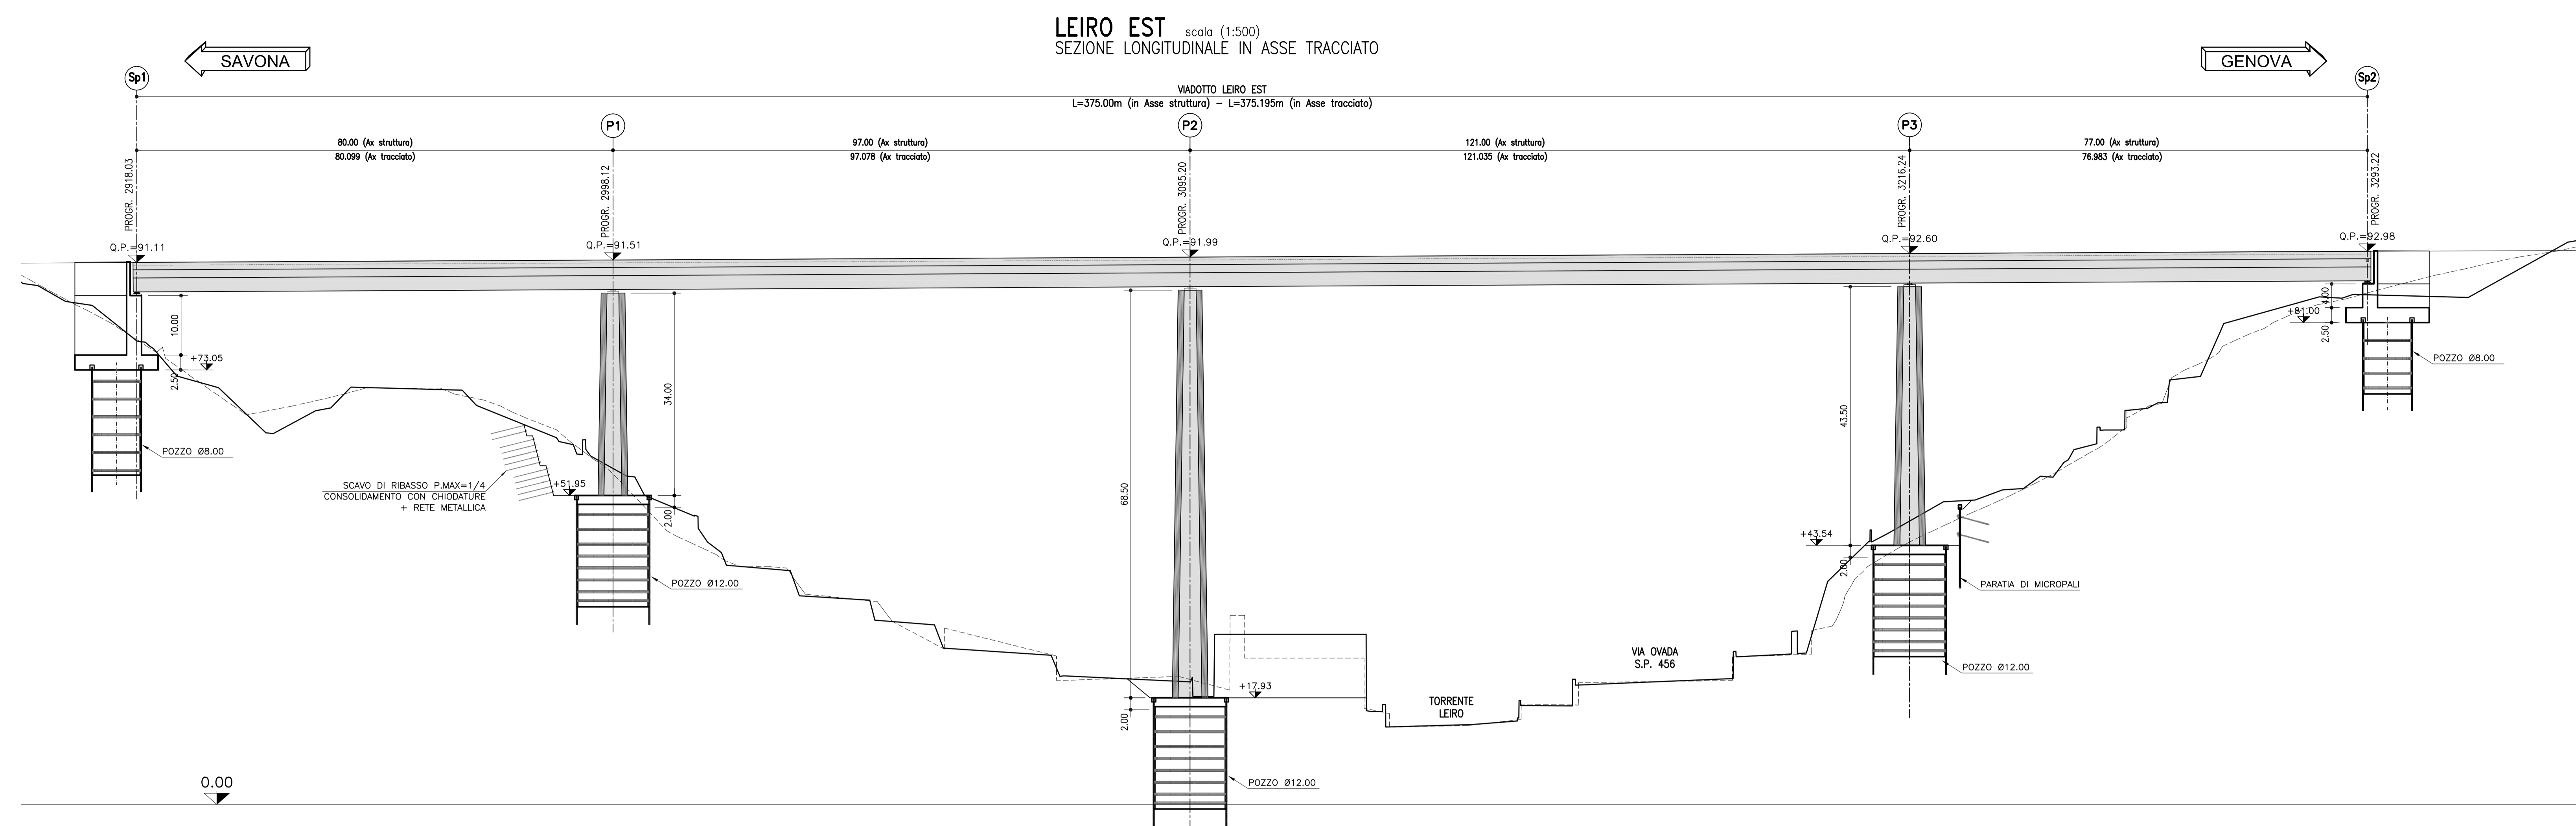 LEIRO EST scala (1:500)
SEZIONE LONGITUDINALE IN ASSE TRACCIATO
SAVONA
GENOVA
Sp1
Sp2
VIADOTTO LEIRO EST
L=375.00m (in Asse struttura) - L=375.195m (in Asse tracciato)
P1
P2
P3
80.00 (Ax struttura)
80.099 (Ax tracciato)
97.00 (Ax struttura)
97.078 (Ax tracciato)
121.00 (Ax struttura)
121.035 (Ax tracciato)
77.00 (Ax struttura)
76.983 (Ax tracciato)
PROGR. 2918.03
PROGR. 2998.12
PROGR. 3095.20
PROGR. 3216.24
PROGR. 3293.22
Q.P.=91.11
Q.P.=91.51
Q.P.=91.99
Q.P.=92.60
Q.P.=92.98
10.00
2.50
+73.05
POZZO Ø8.00
SCAVO DI RIBASSO P.MAX=1/4
CONSOLIDAMENTO CON CHIODATURE
+ RETE METALLICA
+51.95
34.00
2.00
POZZO Ø12.00
68.50
2.00
+17.93
POZZO Ø12.00
TORRENTE
LEIRO
VIA OVADA
S.P. 456
43.50
+43.54
2.00
PARATIA DI MICROPALI
POZZO Ø12.00
4.00
+81.00
2.50
POZZO Ø8.00
0.00